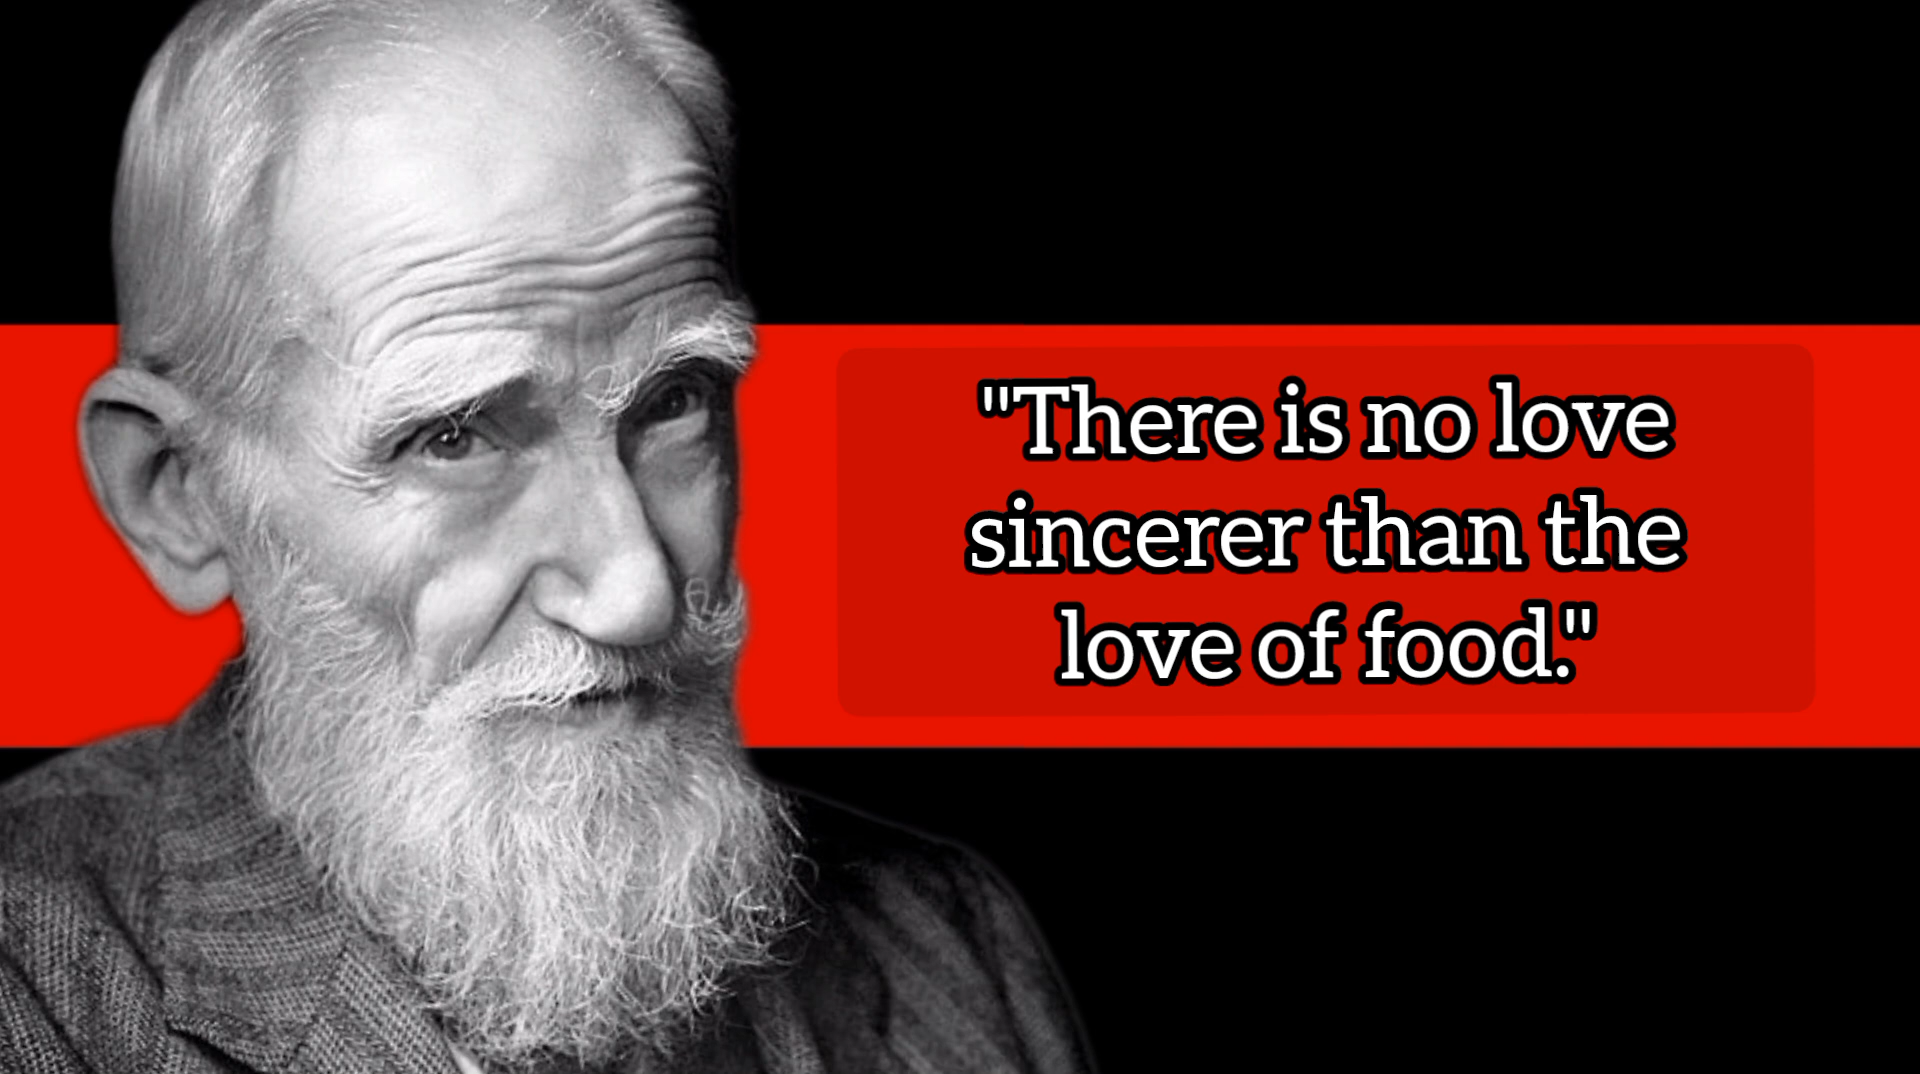 "There is no love
sincerer than the
love of food."